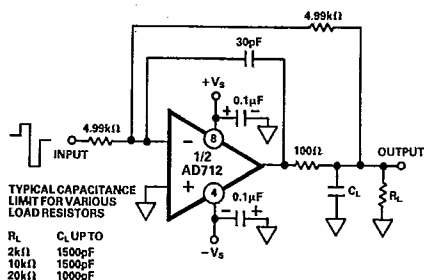 4.99kΩ
30pF
+VS
4.99kΩ
+ 0.1μF −
8
INPUT
−
1/2
AD712
+
100Ω
OUTPUT
4
0.1μF
− +
CL
RL
−VS
TYPICAL CAPACITANCE
LIMIT FOR VARIOUS
LOAD RESISTORS
RL CL UP TO
2kΩ 1500pF
10kΩ 1500pF
20kΩ 1000pF